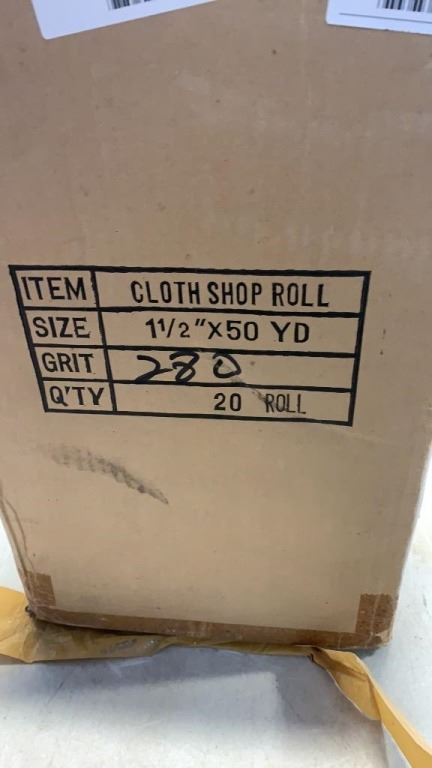 ITEM CLOTH SHOP ROLL
SIZE 1 1/2"X50 YD
GRIT 280
Q'TY 20 ROLL